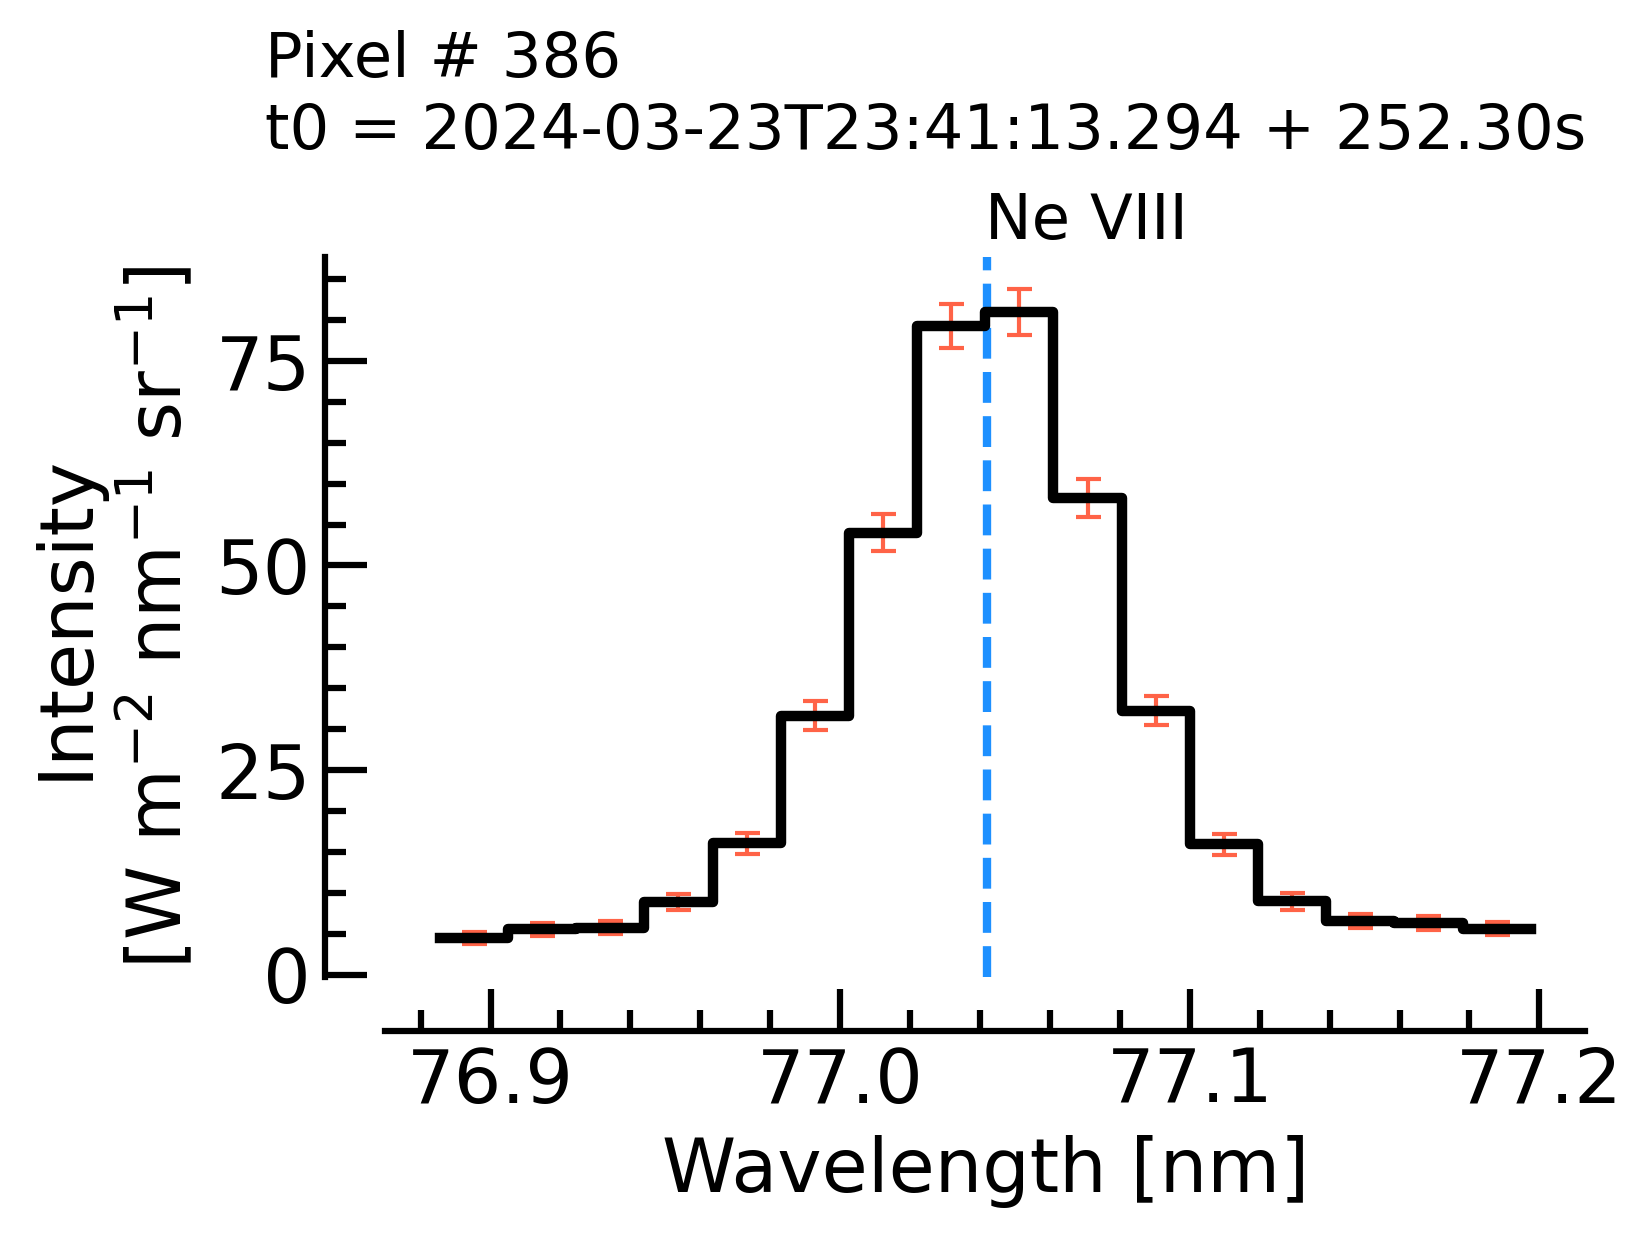 Pixel # 386
t0 = 2024-03-23T23:41:13.294 + 252.30s
Ne VIII
Intensity
[W m⁻² nm⁻¹ sr⁻¹]
75
50
25
0
76.9 77.0 77.1 77.2
Wavelength [nm]